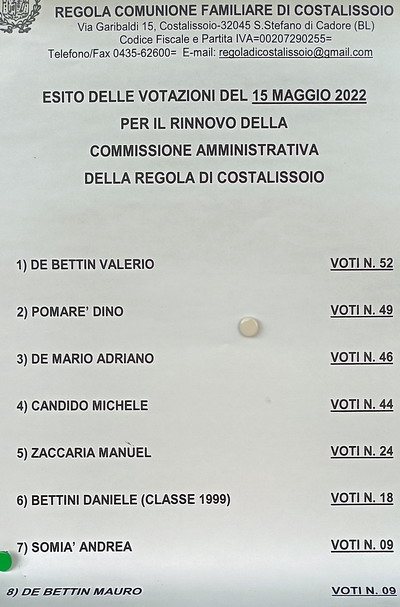 REGOLA COMUNIONE FAMILIARE DI COSTALISSOIO
Via Garibaldi 15, Costalissoio-32045 S.Stefano di Cadore (BL)
Codice Fiscale e Partita IVA=00207290255=
Telefono/Fax 0435-62600= E-mail: regoladicostalissoio@gmail.com
ESITO DELLE VOTAZIONI DEL 15 MAGGIO 2022
PER IL RINNOVO DELLA
COMMISSIONE AMMINISTRATIVA
DELLA REGOLA DI COSTALISSOIO
1) DE BETTIN VALERIO VOTI N. 52
2) POMARE' DINO VOTI N. 49
3) DE MARIO ADRIANO VOTI N. 46
4) CANDIDO MICHELE VOTI N. 44
5) ZACCARIA MANUEL VOTI N. 24
6) BETTINI DANIELE (CLASSE 1999) VOTI N. 18
7) SOMIA' ANDREA VOTI N. 09
8) DE BETTIN MAURO VOTI N. 09